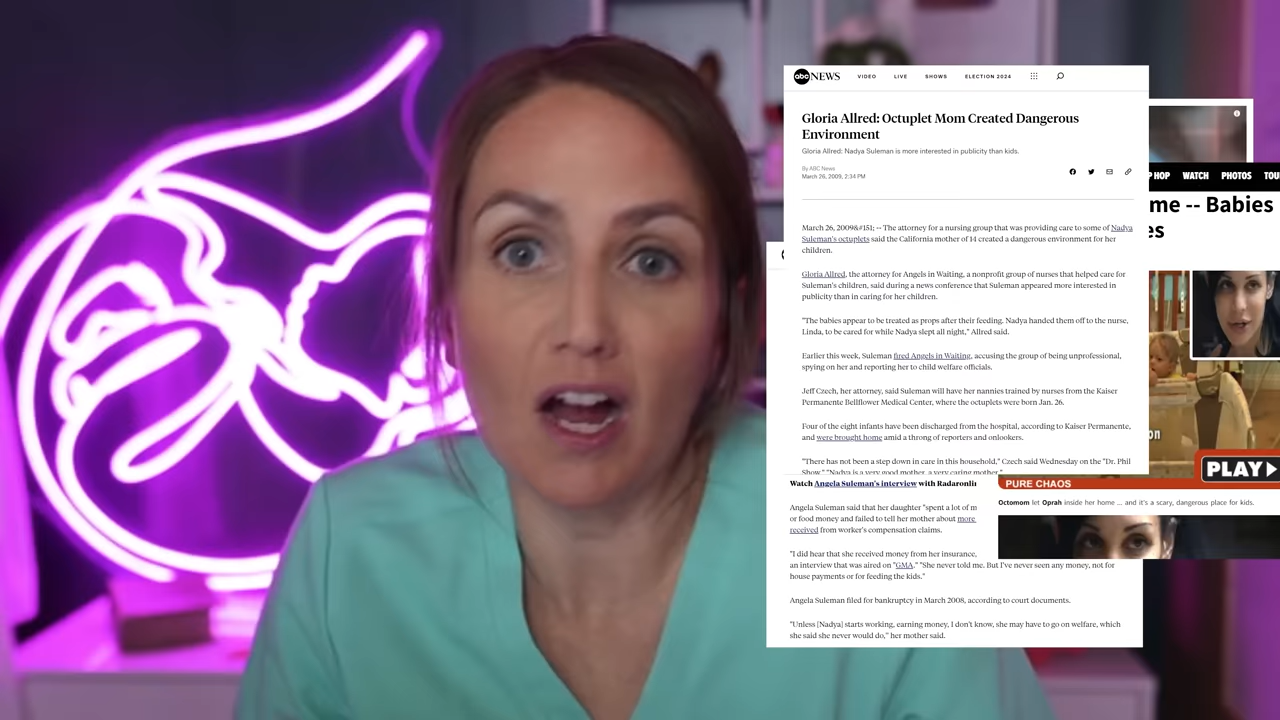 abc NEWS VIDEO LIVE SHOWS ELECTION 2024
Gloria Allred: Octuplet Mom Created Dangerous
Environment
Gloria Allred: Nadya Suleman is more interested in publicity than kids.
By ABC News
March 26, 2009, 2:34 PM
March 26, 2009&#151; -- The attorney for a nursing group that was providing care to some of Nadya
Suleman's octuplets said the California mother of 14 created a dangerous environment for her
children.
Gloria Allred, the attorney for Angels in Waiting, a nonprofit group of nurses that helped care for
Suleman's children, said during a news conference that Suleman appeared more interested in
publicity than in caring for her children.
"The babies appear to be treated as props after their feeding. Nadya handed them off to the nurse,
Linda, to be cared for while Nadya slept all night," Allred said.
Earlier this week, Suleman fired Angels in Waiting, accusing the group of being unprofessional,
spying on her and reporting her to child welfare officials.
Jeff Czech, her attorney, said Suleman will have her nannies trained by nurses from the Kaiser
Permanente Bellflower Medical Center, where the octuplets were born Jan. 26.
Four of the eight infants have been discharged from the hospital, according to Kaiser Permanente,
and were brought home amid a throng of reporters and onlookers.
"There has not been a step down in care in this household," Czech said Wednesday on the "Dr. Phil
Show." "Nadya is a very good mother, a very caring mother."
P HOP WATCH PHOTOS TOU
me -- Babies
es
on
PLAY
Watch Angela Suleman's interview with Radaronlin
Angela Suleman said that her daughter "spent a lot of m
or food money and failed to tell her mother about more
received from worker's compensation claims.
"I did hear that she received money from her insurance,
an interview that was aired on "GMA." "She never told me. But I've never seen any money, not for
house payments or for feeding the kids."
Angela Suleman filed for bankruptcy in March 2008, according to court documents.
"Unless [Nadya] starts working, earning money, I don't know, she may have to go on welfare, which
she said she never would do," her mother said.
PURE CHAOS
Octomom let Oprah inside her home ... and it's a scary, dangerous place for kids.